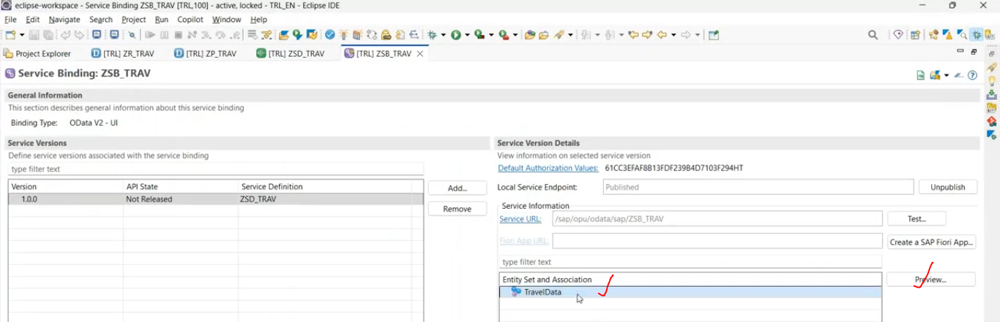 eclipse-workspace - Service Binding ZSB_TRAV [TRL,100] - active, locked - TRL_EN - Eclipse IDE
File Edit Navigate Search Project Run Copilot Window Help
Project Explorer [TRL] ZR_TRAV [TRL] ZP_TRAV [TRL] ZSD_TRAV [TRL] ZSB_TRAV
Service Binding: ZSB_TRAV
General Information
This section describes general information about this service binding
Binding Type: OData V2 - UI
Service Versions
Define service versions associated with the service binding
type filter text
Version API State Service Definition
1.0.0 Not Released ZSD_TRAV
Add...
Remove
Service Version Details
View information on selected service version
Default Authorization Values: 61CC3EFAF8B13FDF239B4D7103F294HT
Local Service Endpoint: Published Unpublish
Service Information
Service URL: /sap/opu/odata/sap/ZSB_TRAV Test...
Fiori App URL: Create a SAP Fiori App...
type filter text
Entity Set and Association Preview...
TravelData